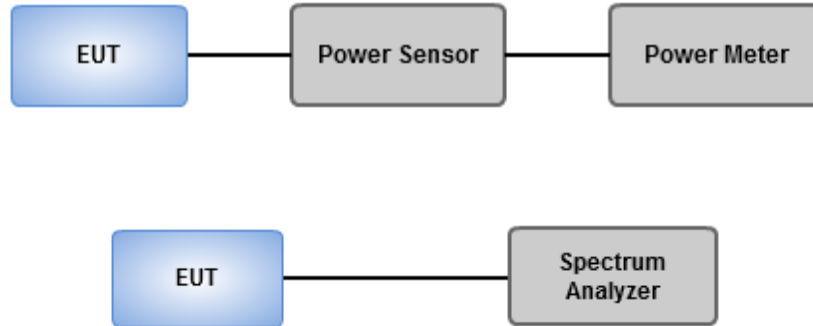 EUT
Power Sensor
Power Meter
EUT
Spectrum
Analyzer